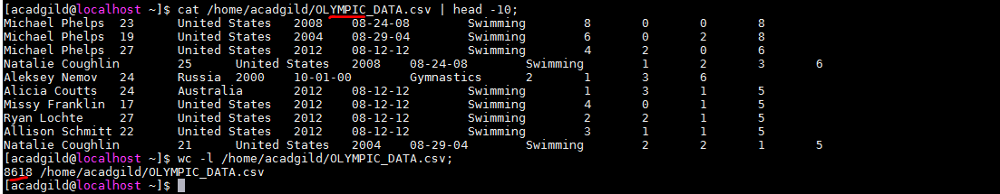 [acadgild@localhost ~]$ cat /home/acadgild/OLYMPIC_DATA.csv | head -10;
Michael Phelps 23 United States 2008 08-24-08 Swimming 8 0 0 8
Michael Phelps 19 United States 2004 08-29-04 Swimming 6 0 2 8
Michael Phelps 27 United States 2012 08-12-12 Swimming 4 2 0 6
Natalie Coughlin 25 United States 2008 08-24-08 Swimming 1 2 3 6
Aleksey Nemov 24 Russia 2000 10-01-00 Gymnastics 2 1 3 6
Alicia Coutts 24 Australia 2012 08-12-12 Swimming 1 3 1 5
Missy Franklin 17 United States 2012 08-12-12 Swimming 4 0 1 5
Ryan Lochte 27 United States 2012 08-12-12 Swimming 2 2 1 5
Allison Schmitt 22 United States 2012 08-12-12 Swimming 3 1 1 5
Natalie Coughlin 21 United States 2004 08-29-04 Swimming 2 2 1 5
[acadgild@localhost ~]$ wc -l /home/acadgild/OLYMPIC_DATA.csv;
8618 /home/acadgild/OLYMPIC_DATA.csv
[acadgild@localhost ~]$